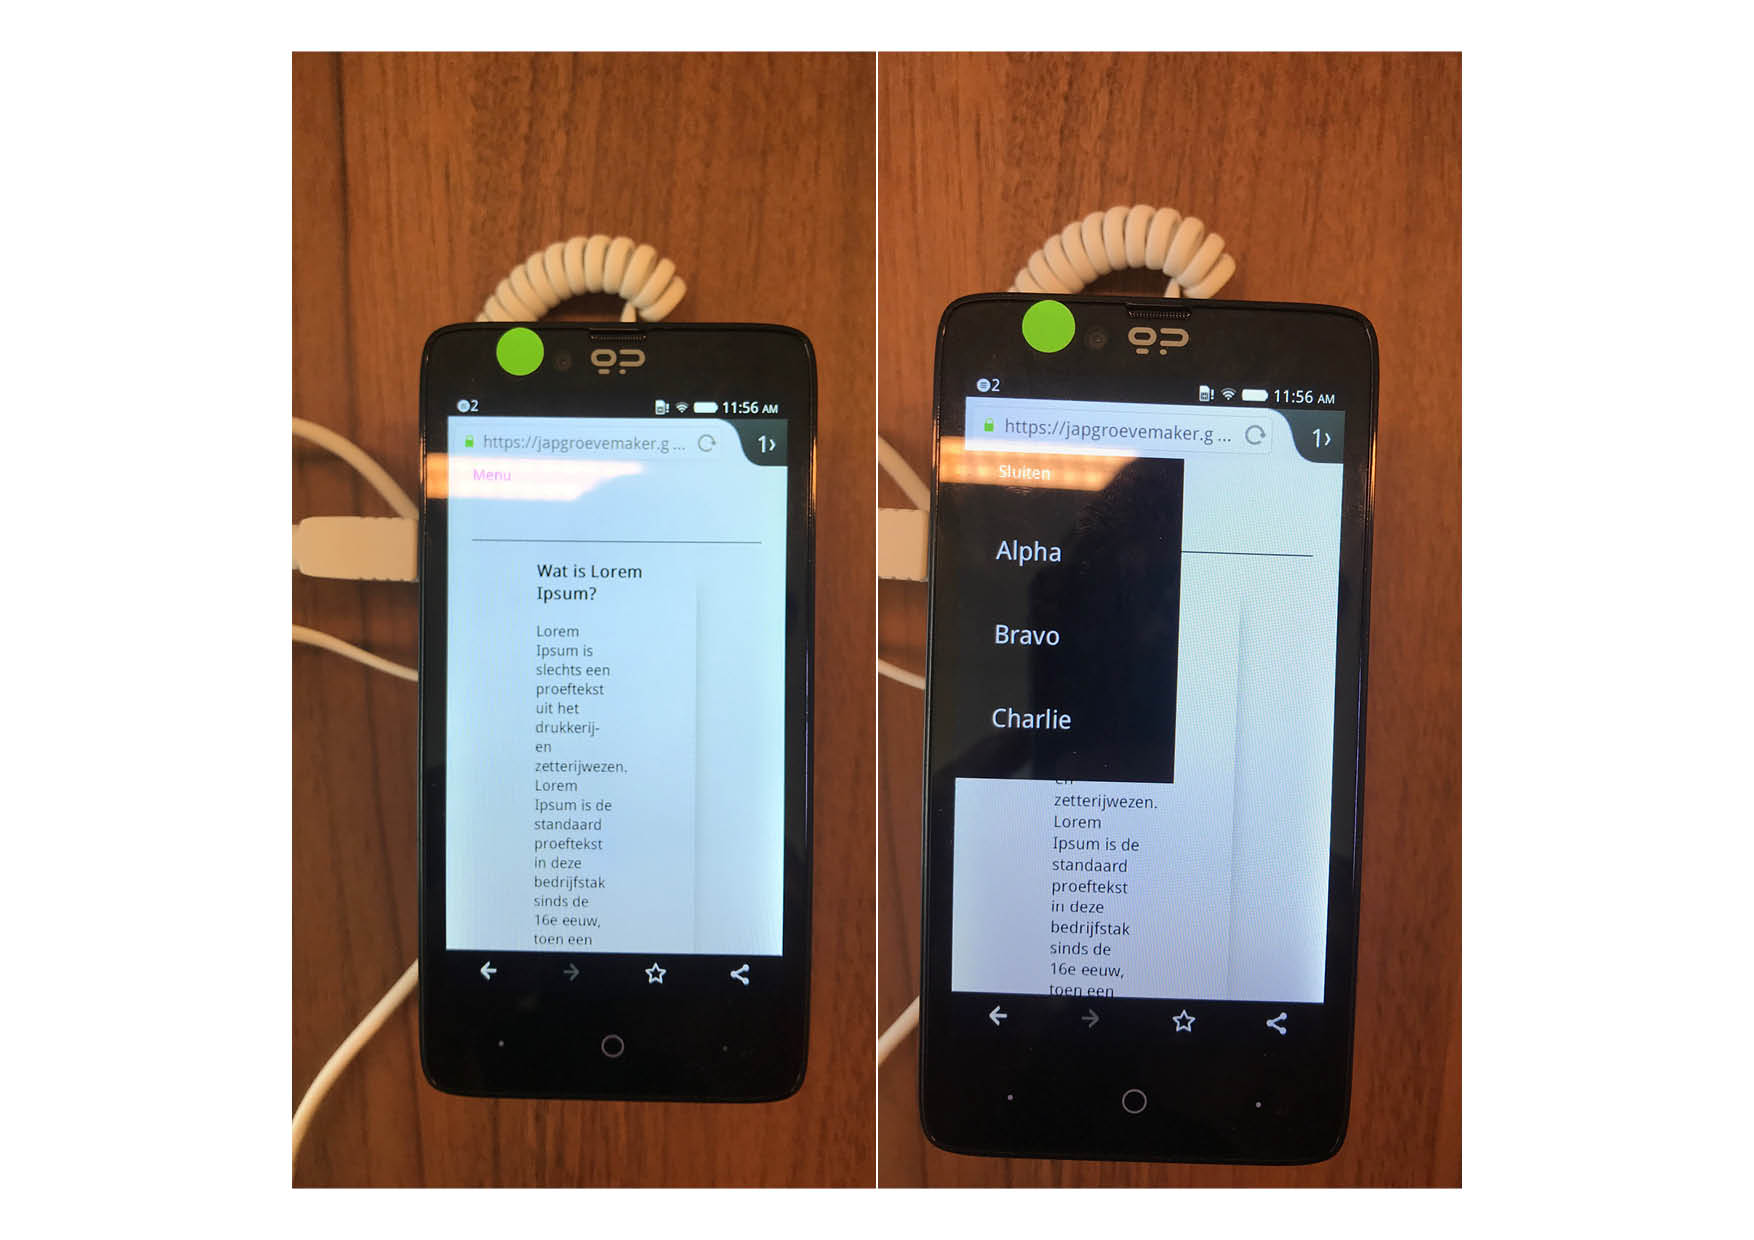 2
11:56 AM
https://japgroevemaker.g ...
1
Menu
Wat is Lorem
Ipsum?
Lorem
Ipsum is
slechts een
proeftekst
uit het
drukkerij-
en
zetterijwezen.
Lorem
Ipsum is de
standaard
proeftekst
in deze
bedrijfstak
sinds de
16e eeuw,
toen een
2
11:56 AM
https://japgroevemaker.g ...
1
Sluiten
Alpha
Bravo
Charlie
en
zetterijwezen.
Lorem
Ipsum is de
standaard
proeftekst
in deze
bedrijfstak
sinds de
16e eeuw,
toen een